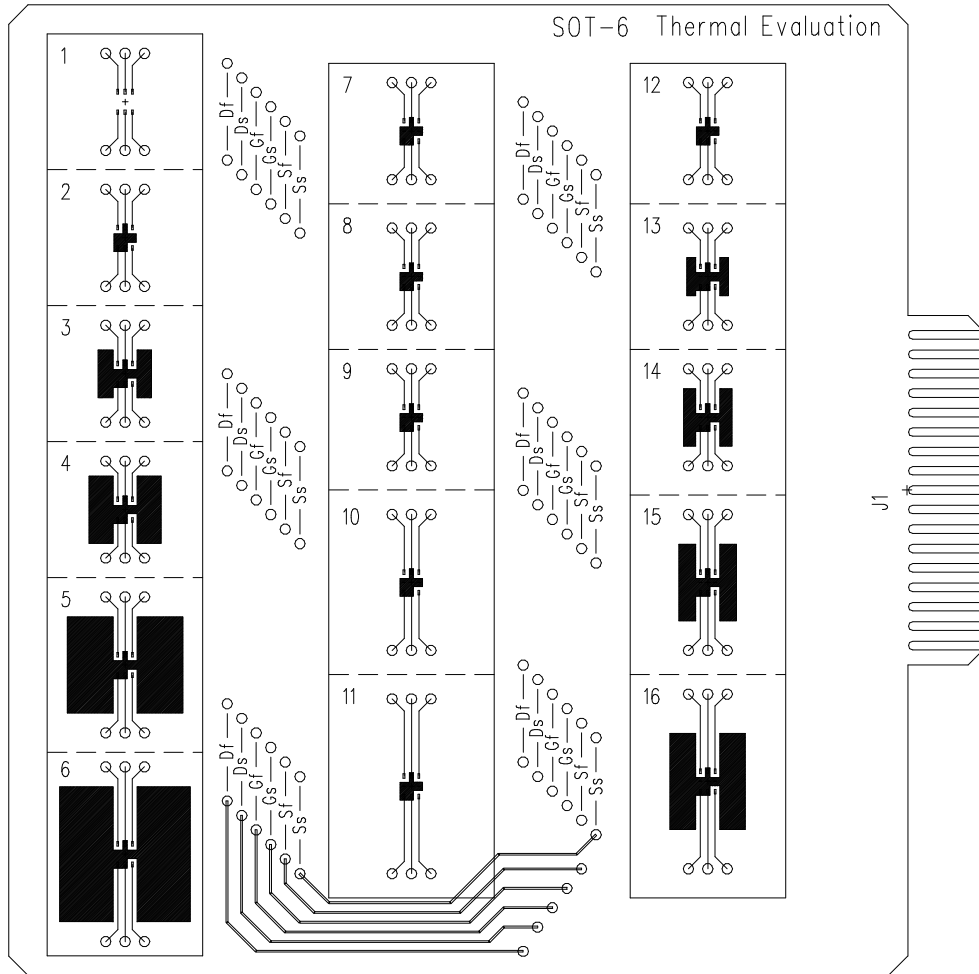 SOT-6 Thermal Evaluation
1
2
3
4
5
6
Df
Ds
Gf
Gs
Sf
Ss
Df
Ds
Gf
Gs
Sf
Ss
Df
Ds
Gf
Gs
Sf
Ss
7
8
9
10
11
Df
Ds
Gf
Gs
Sf
Ss
Df
Ds
Gf
Gs
Sf
Ss
Df
Ds
Gf
Gs
Sf
Ss
12
13
14
15
16
J1